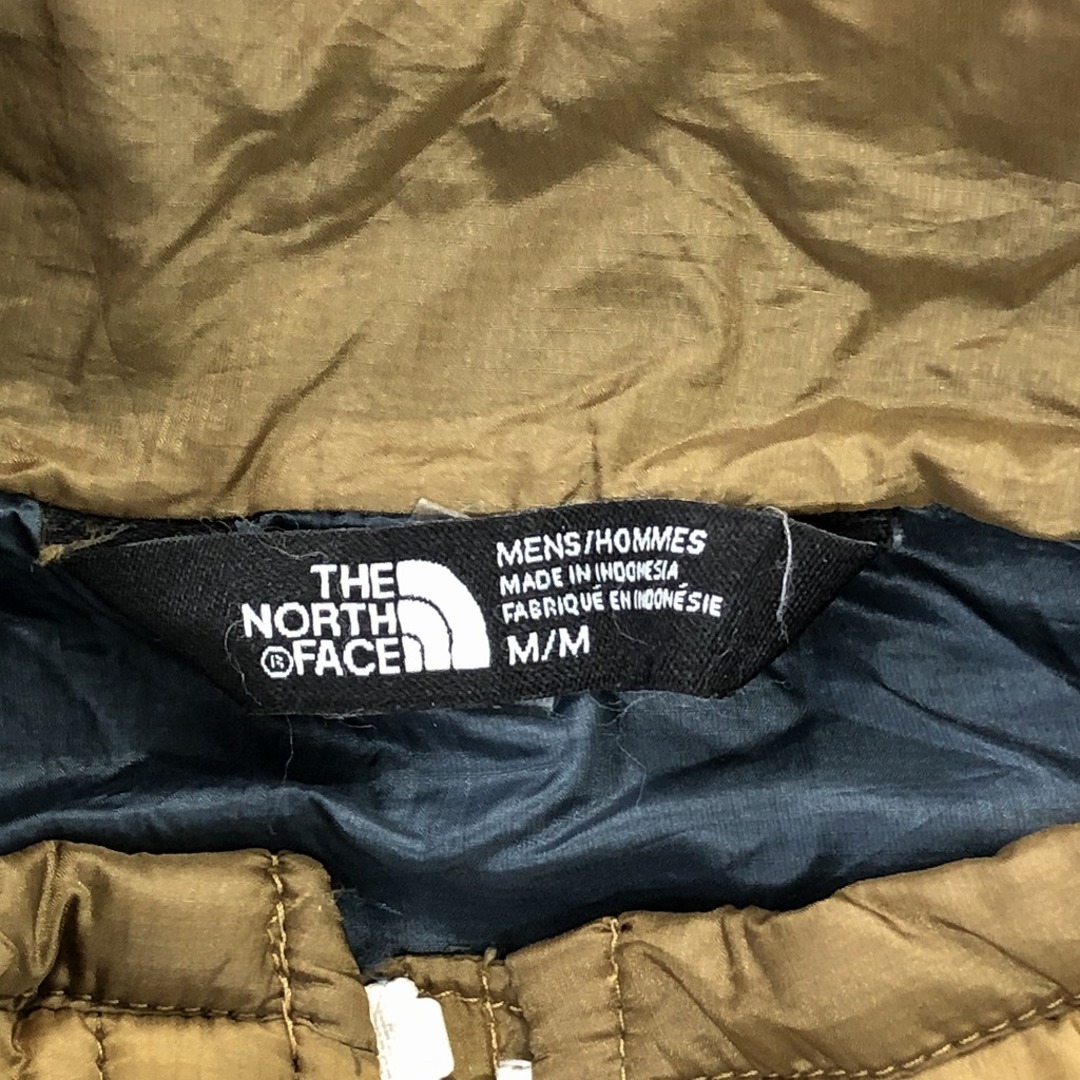 THE
NORTH
®FACE
MENS/HOMMES
MADE IN INDONESIA
FABRIQUÉ EN INDONÉSIE
M/M